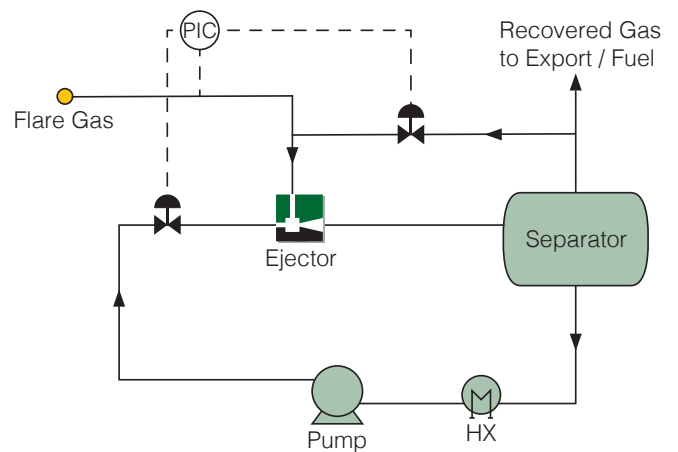 PIC
Recovered Gas
to Export / Fuel
Flare Gas
Ejector
Separator
Pump
HX